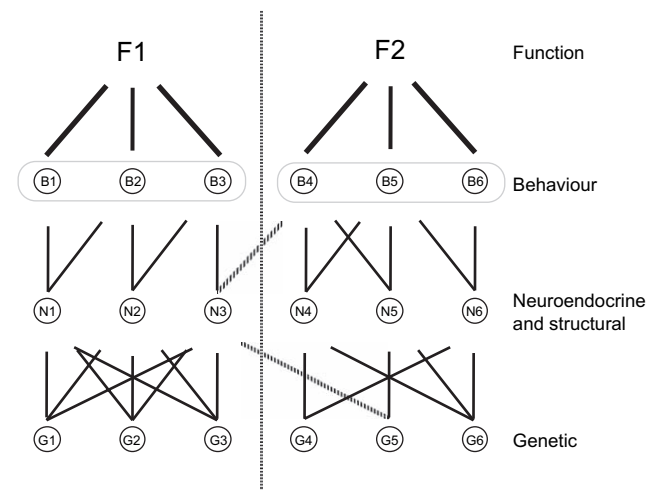 F1 F2 Function
B1 B2 B3 B4 B5 B6 Behaviour
N1 N2 N3 N4 N5 N6 Neuroendocrine
and structural
G1 G2 G3 G4 G5 G6 Genetic